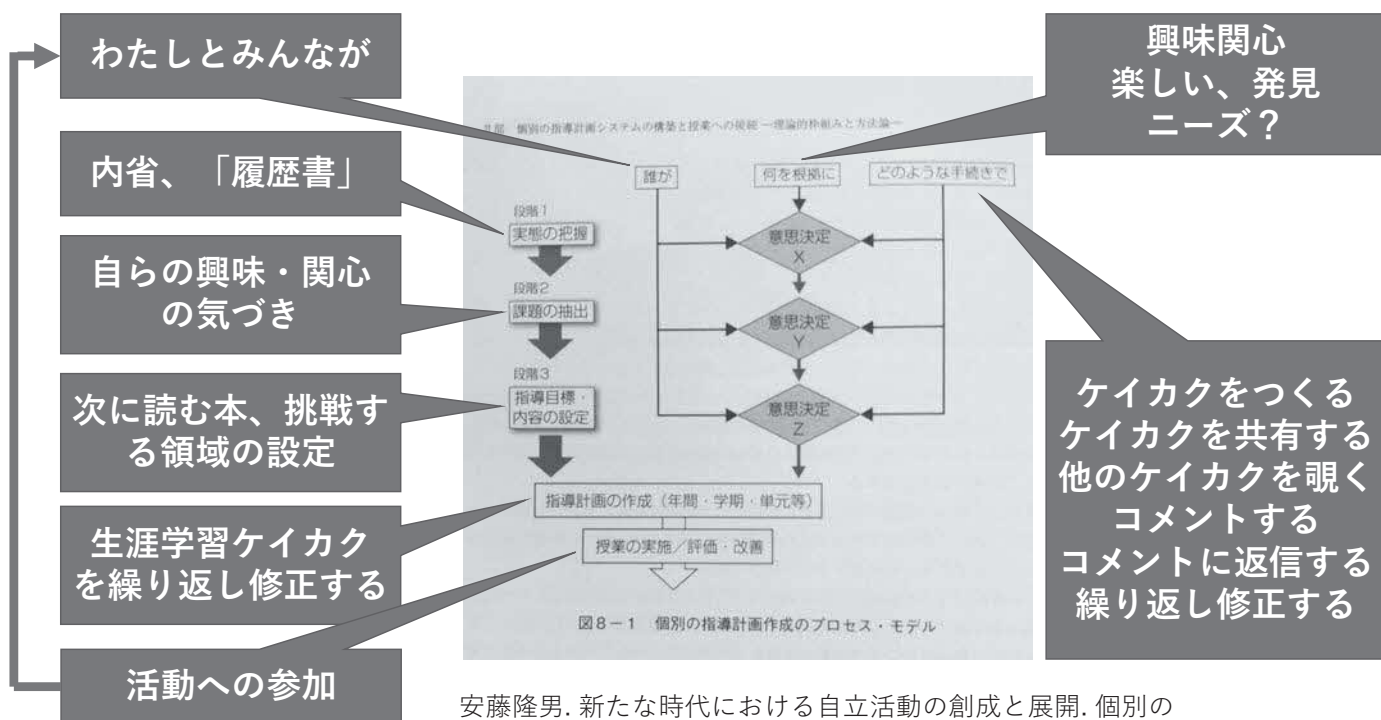 わたしとみんなが
内省、「履歴書」
自らの興味・関心
の気づき
次に読む本、挑戦す
る領域の設定
生涯学習ケイカク
を繰り返し修正する
活動への参加
個別の指導計画システムの構築と授業への接続 ―理論的枠組みと方法論―
誰が
何を根拠に
どのような手続きで
段階1
実態の把握
段階2
課題の抽出
段階3
指導目標・
内容の設定
意思決定
X
意思決定
Y
意思決定
Z
指導計画の作成（年間・学期・単元等）
授業の実施／評価・改善
図8－1 個別の指導計画作成のプロセス・モデル
興味関心
楽しい、発見
ニーズ？
ケイカクをつくる
ケイカクを共有する
他のケイカクを覗く
コメントする
コメントに返信する
繰り返し修正する
安藤隆男. 新たな時代における自立活動の創成と展開. 個別の